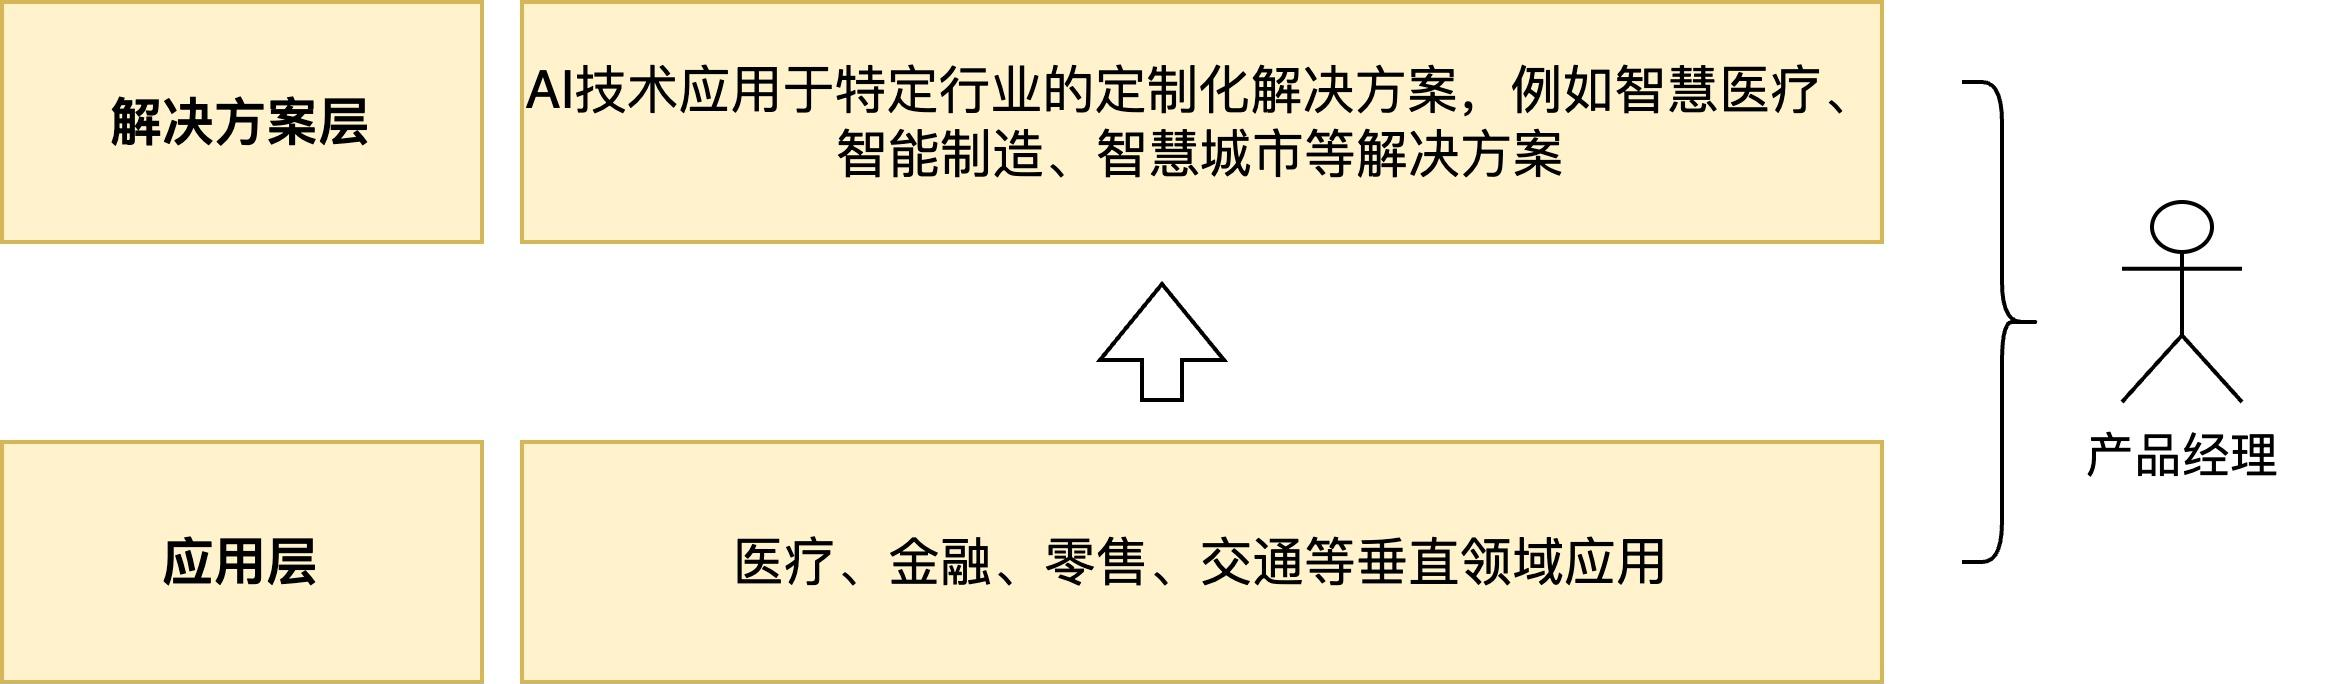 解决方案层
AI技术应用于特定行业的定制化解决方案，例如智慧医疗、
智能制造、智慧城市等解决方案
产品经理
应用层
医疗、金融、零售、交通等垂直领域应用